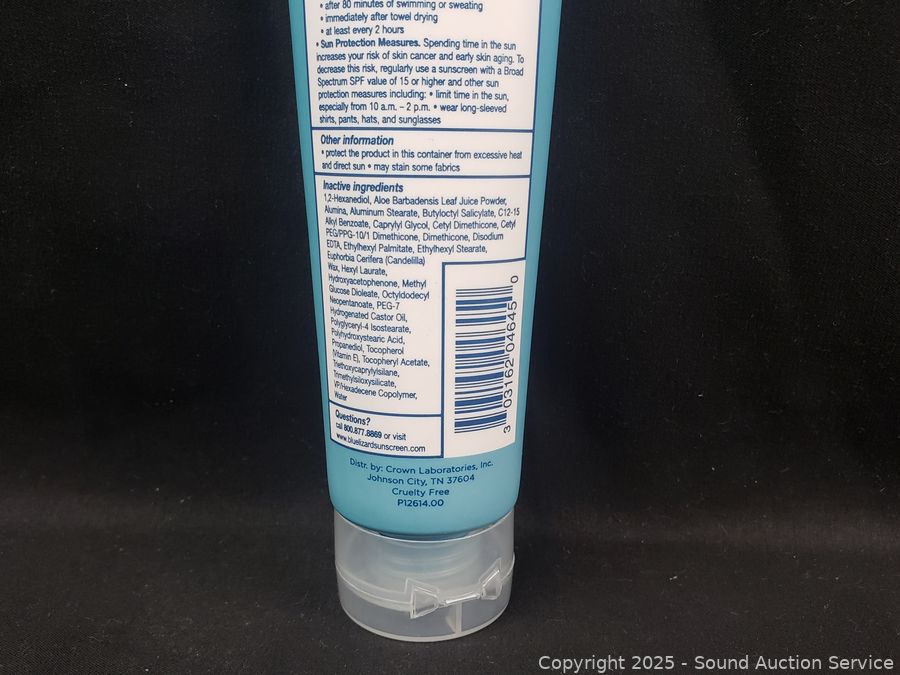 • after 80 minutes of swimming or sweating
• immediately after towel drying
• at least every 2 hours
• Sun Protection Measures. Spending time in the sun
increases your risk of skin cancer and early skin aging. To
decrease this risk, regularly use a sunscreen with a Broad
Spectrum SPF value of 15 or higher and other sun
protection measures including: • limit time in the sun,
especially from 10 a.m. – 2 p.m. • wear long-sleeved
shirts, pants, hats, and sunglasses
Other information
• protect the product in this container from excessive heat
and direct sun • may stain some fabrics
Inactive ingredients
1,2-Hexanediol, Aloe Barbadensis Leaf Juice Powder,
Alumina, Aluminum Stearate, Butyloctyl Salicylate, C12-15
Alkyl Benzoate, Caprylyl Glycol, Cetyl Dimethicone, Cetyl
PEG/PPG-10/1 Dimethicone, Dimethicone, Disodium
EDTA, Ethylhexyl Palmitate, Ethylhexyl Stearate,
Euphorbia Cerifera (Candelilla)
Wax, Hexyl Laurate,
Hydroxyacetophenone, Methyl
Glucose Dioleate, Octyldodecyl
Neopentanoate, PEG-7
Hydrogenated Castor Oil,
Polyglyceryl-4 Isostearate,
Polyhydroxystearic Acid,
Propanediol, Tocopherol
(Vitamin E), Tocopheryl Acetate,
Triethoxycaprylylsilane,
Trimethylsiloxysilicate,
VP/Hexadecene Copolymer,
Water
3 03162 04645 0
Questions?
call 800.877.8869 or visit
www.bluelizardsunscreen.com
Distr. by: Crown Laboratories, Inc.
Johnson City, TN 37604
Cruelty Free
P12614.00
Copyright 2025 - Sound Auction Service